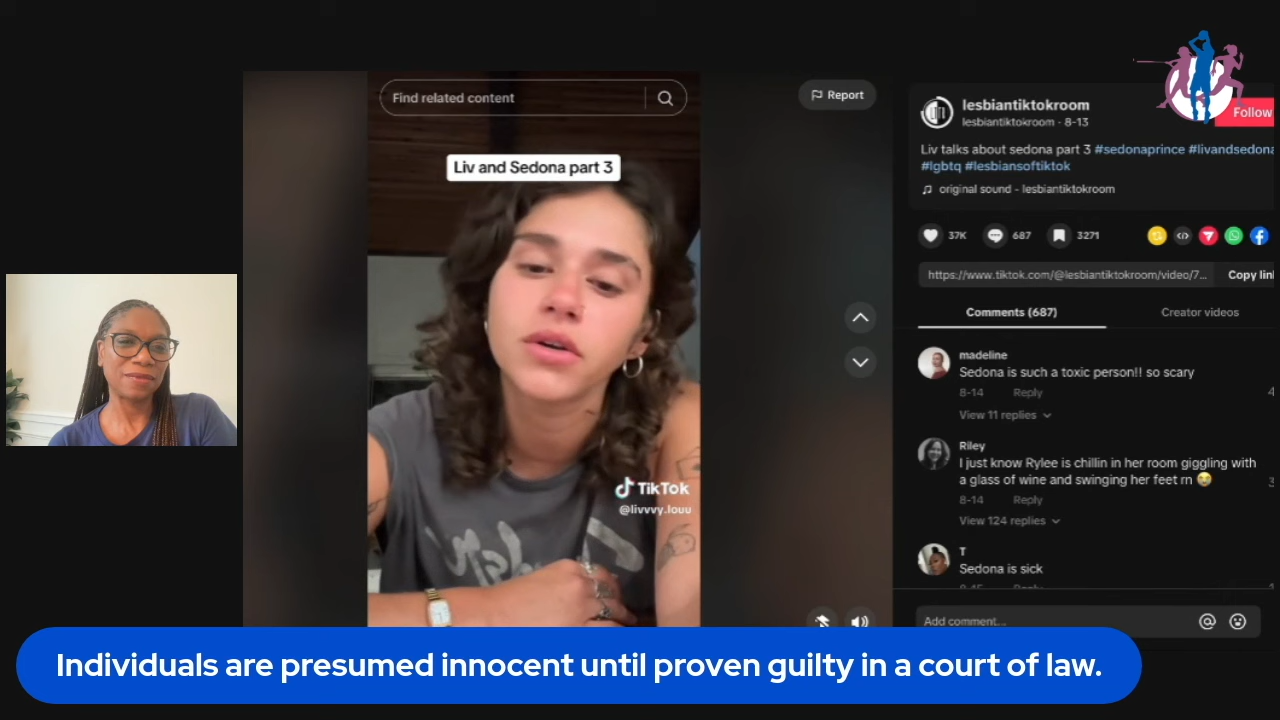 Find related content
Report
Liv and Sedona part 3
TikTok
@livvvy.louu
lesbiantiktokroom
lesbiantiktokroom · 8-13
Follow
Liv talks about sedona part 3 #sedonaprince #livandsedona
#lgbtq #lesbiansoftiktok
original sound - lesbiantiktokroom
37K
687
3271
https://www.tiktok.com/@lesbiantiktokroom/video/7...
Copy lin
Comments (687)
Creator videos
madeline
Sedona is such a toxic person!! so scary
8-14 Reply
View 11 replies
Riley
I just know Rylee is chillin in her room giggling with
a glass of wine and swinging her feet rn 😭
8-14 Reply
View 124 replies
T
Sedona is sick
Add comment...
Individuals are presumed innocent until proven guilty in a court of law.